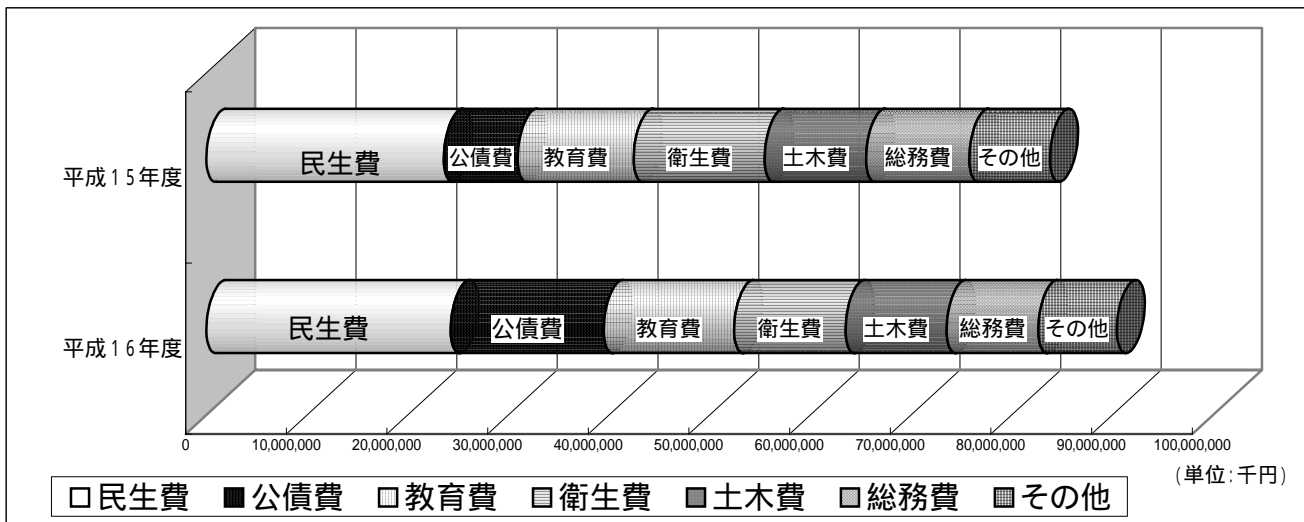 平成15年度
民生費 公債費 教育費 衛生費 土木費 総務費 その他
平成16年度
民生費 公債費 教育費 衛生費 土木費 総務費 その他
0 10,000,000 20,000,000 30,000,000 40,000,000 50,000,000 60,000,000 70,000,000 80,000,000 90,000,000 100,000,000
(単位:千円)
民生費 公債費 教育費 衛生費 土木費 総務費 その他